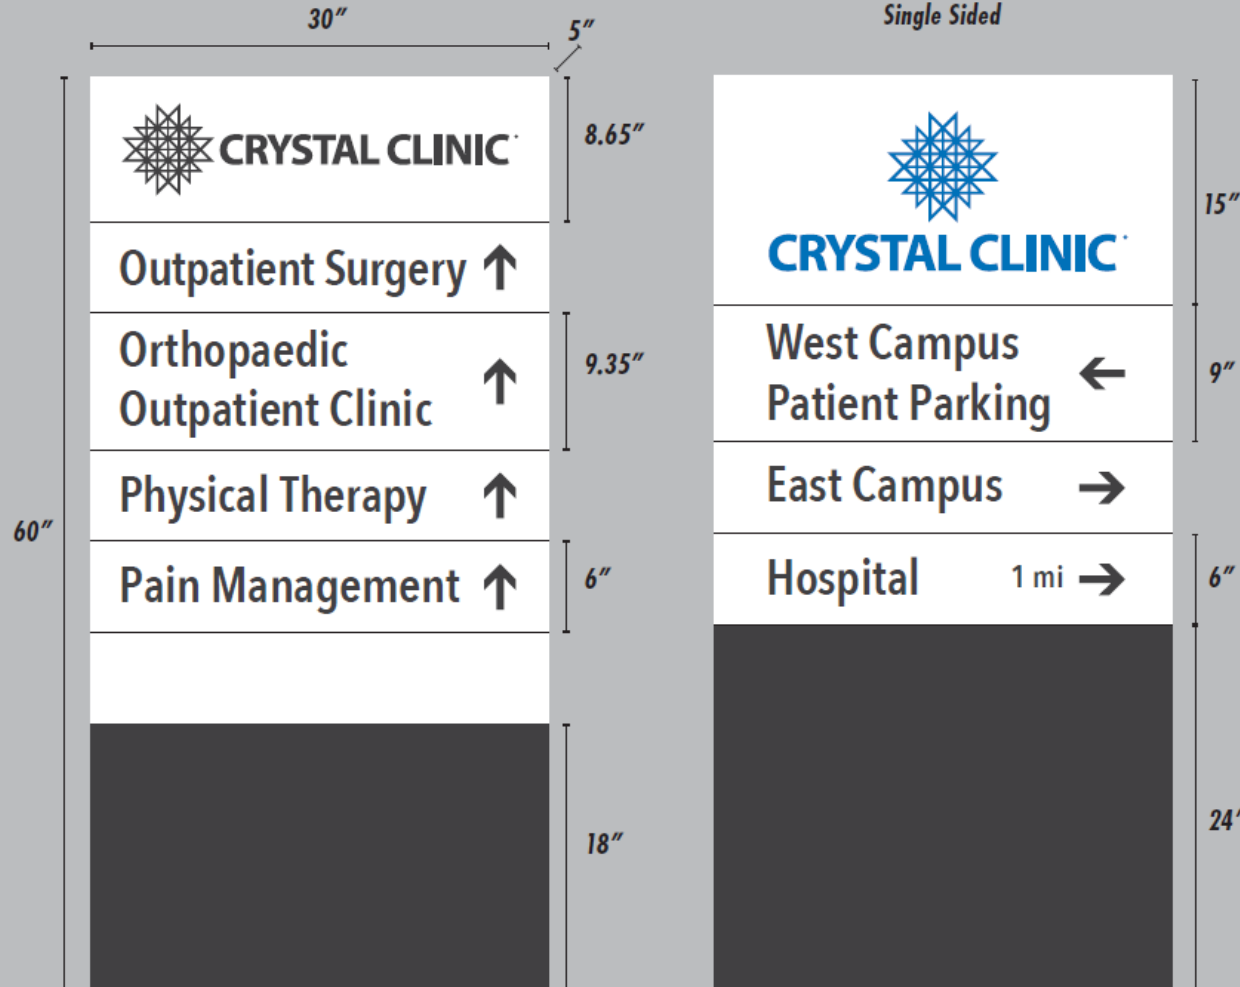 30″
5″
Single Sided
CRYSTAL CLINIC
8.65″
Outpatient Surgery ↑
Orthopaedic
Outpatient Clinic ↑
9.35″
Physical Therapy ↑
Pain Management ↑
6″
60″
18″
CRYSTAL CLINIC
15″
West Campus
Patient Parking ←
9″
East Campus →
Hospital 1 mi →
6″
24″